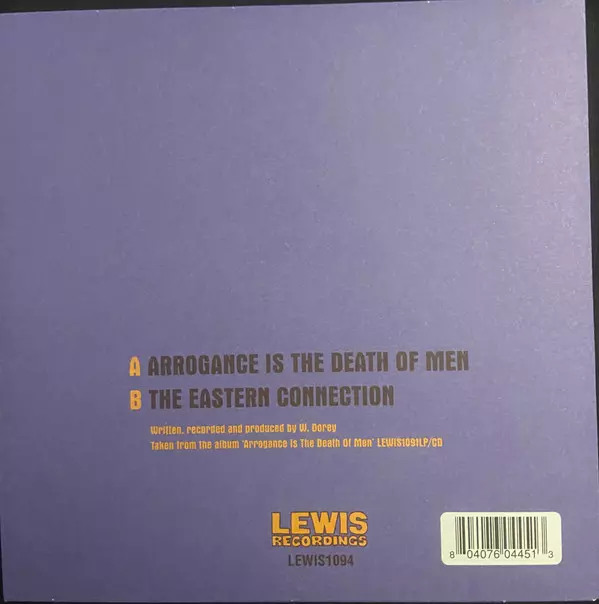 A ARROGANCE IS THE DEATH OF MEN
B THE EASTERN CONNECTION
Written, recorded and produced by W. Dorey
Taken from the album 'Arrogance Is The Death Of Men' LEWIS1091LP/CD
LEWIS
RECORDINGS
LEWIS1094
8 04076 04451 3